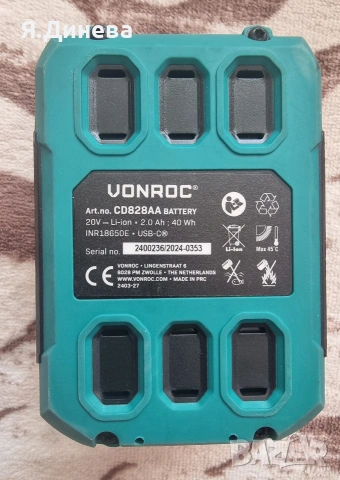 Я.Динева
VONROC®
Art.no. CD828AA BATTERY
20V ⎓ Li-ion • 2.0 Ah ; 40 Wh
INR18650E • USB-C®
Serial no. 2400236/2024-0353
Li-ion
Max 45°C
VONROC • LINGENSTRAAT 6
8028 PM ZWOLLE • THE NETHERLANDS
WWW.VONROC.COM • MADE IN PRC
2403-27
bazar